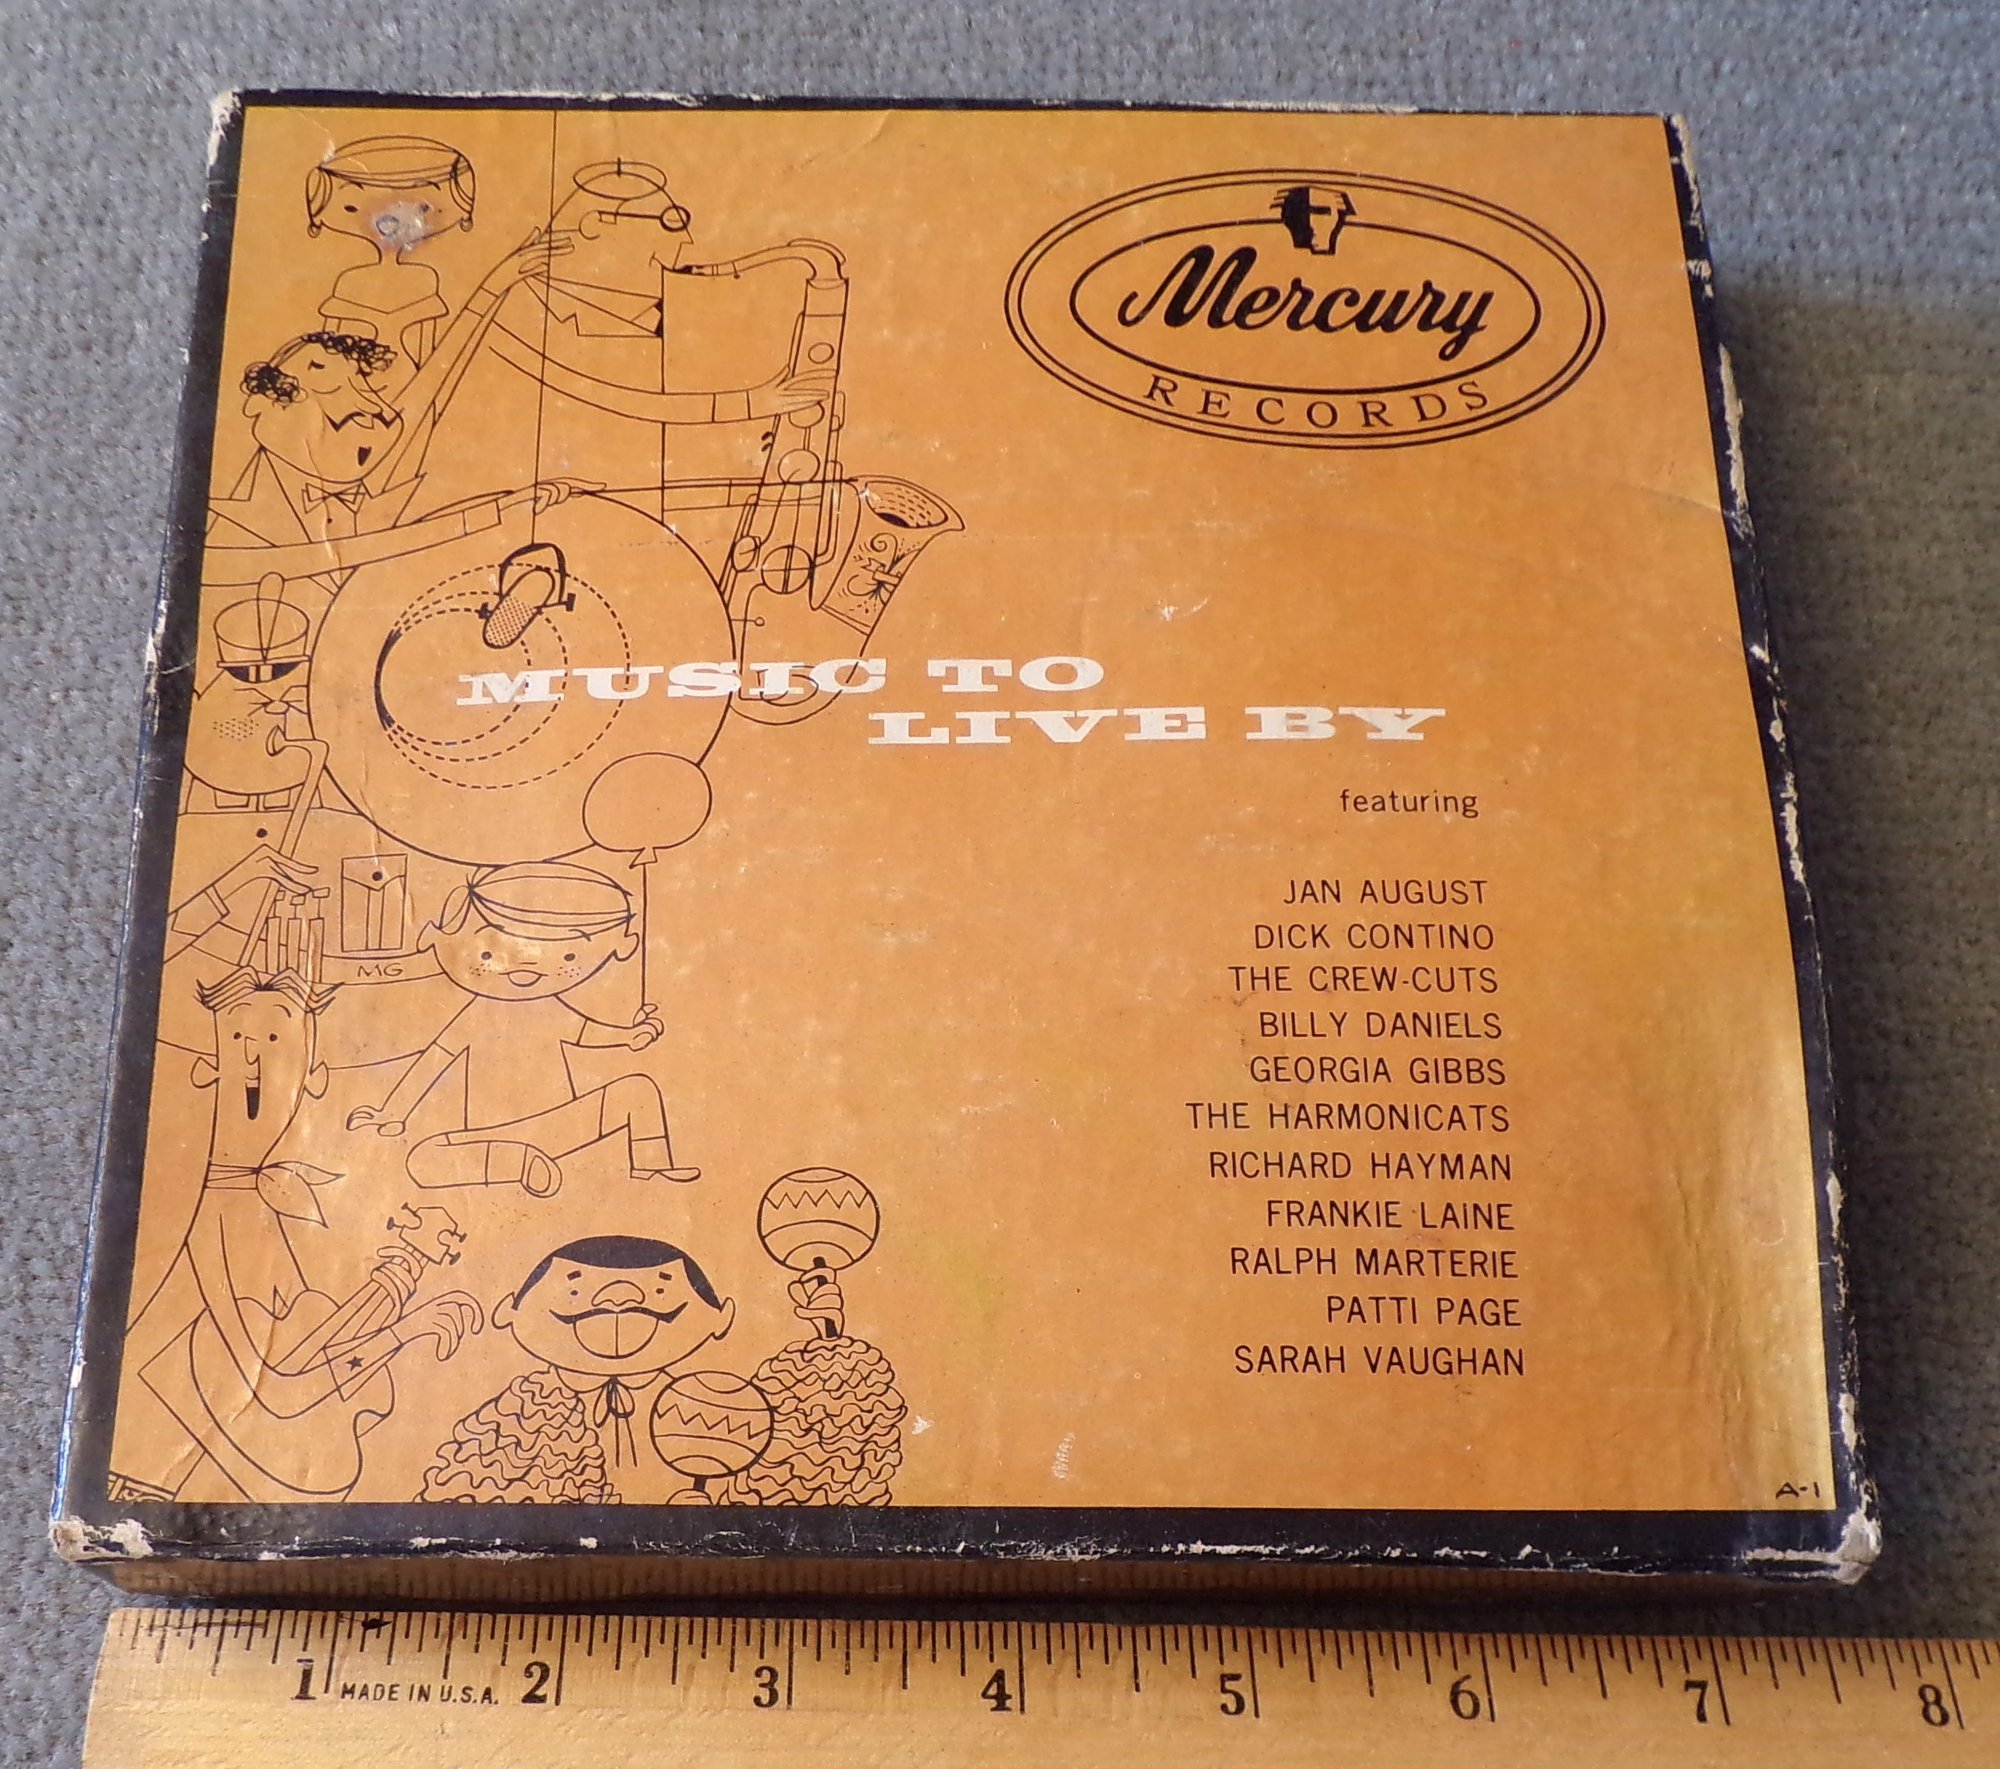 Mercury
RECORDS
MUSIC TO
LIVE BY
featuring
JAN AUGUST
DICK CONTINO
THE CREW-CUTS
BILLY DANIELS
GEORGIA GIBBS
THE HARMONICATS
RICHARD HAYMAN
FRANKIE LAINE
RALPH MARTERIE
PATTI PAGE
SARAH VAUGHAN
MG
A-1
1 MADE IN U.S.A. 2 3 4 5 6 7 8